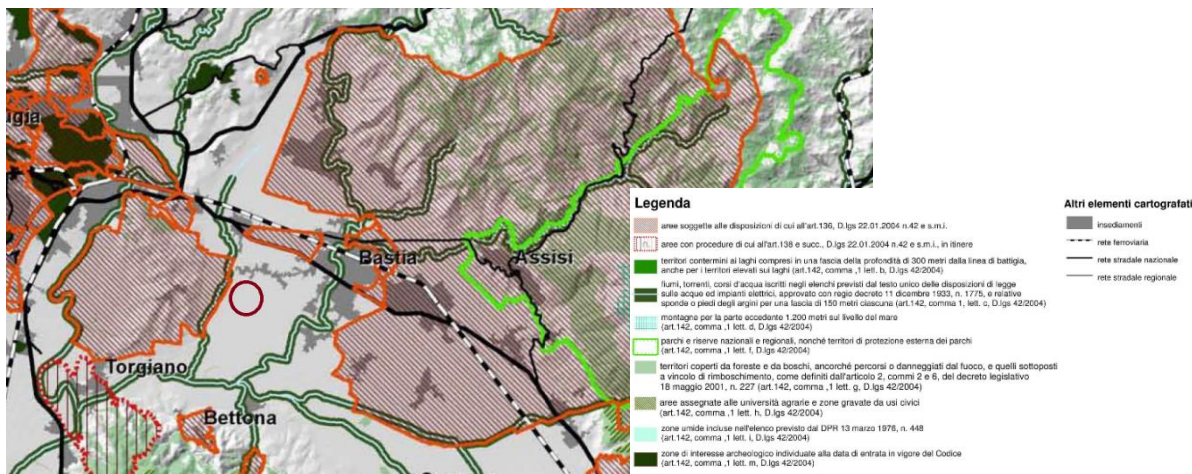 ugia
Bastia
Assisi
Torgiano
Bettona
Legenda
aree soggette alle disposizioni di cui all'art.136, D.lgs 22.01.2004 n.42 e s.m.i.
aree con procedure di cui all'art.138 e succ., D.lgs 22.01.2004 n.42 e s.m.i., in itinere
territori contermini ai laghi compresi in una fascia della profondità di 300 metri dalla linea di battigia,
anche per i territori elevati sui laghi (art.142, comma ,1 lett. b, D.lgs 42/2004)
fiumi, torrenti, corsi d'acqua iscritti negli elenchi previsti dal testo unico delle disposizioni di legge
sulle acque ed impianti elettrici, approvato con regio decreto 11 dicembre 1933, n. 1775, e relative
sponde o piedi degli argini per una fascia di 150 metri ciascuna (art.142, comma 1, lett. c, D.lgs 42/2004)
montagne per la parte eccedente 1.200 metri sul livello del mare
(art.142, comma ,1 lett. d, D.lgs 42/2004)
parchi e riserve nazionali e regionali, nonché territori di protezione esterna dei parchi
(art.142, comma ,1 lett. f, D.lgs 42/2004)
territori coperti da foreste e da boschi, ancorché percorsi o danneggiati dal fuoco, e quelli sottoposti
a vincolo di rimboschimento, come definiti dall'articolo 2, commi 2 e 6, del decreto legislativo
18 maggio 2001, n. 227 (art.142, comma ,1 lett. g, D.lgs 42/2004)
aree assegnate alle università agrarie e zone gravate da usi civici
(art.142, comma ,1 lett. h, D.lgs 42/2004)
zone umide incluse nell'elenco previsto dal DPR 13 marzo 1976, n. 448
(art.142, comma ,1 lett. i, D.lgs 42/2004)
zone di interesse archeologico individuate alla data di entrata in vigore del Codice
(art.142, comma ,1 lett. m, D.lgs 42/2004)
Altri elementi cartografati
insediamenti
rete ferroviaria
rete stradale nazionale
rete stradale regionale